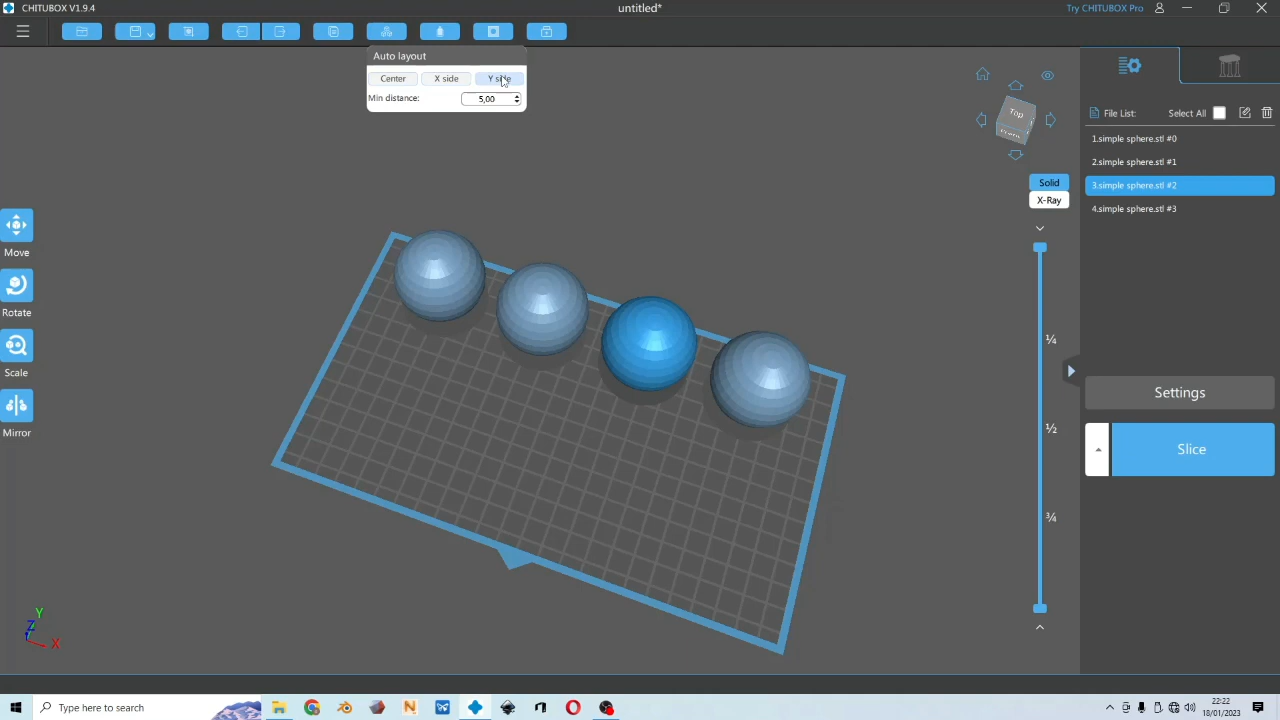 CHITUBOX V1.9.4
untitled*
Try CHITUBOX Pro
Auto layout
Center
X side
Y side
Min distance:
5,00
Top
Front
File List:
Select All
1.simple sphere.stl #0
2.simple sphere.stl #1
3.simple sphere.stl #2
4.simple sphere.stl #3
Solid
X-Ray
Move
Rotate
Scale
Mirror
¼
½
¾
Settings
Slice
Y
Z
X
Type here to search
22:22
18/01/2023